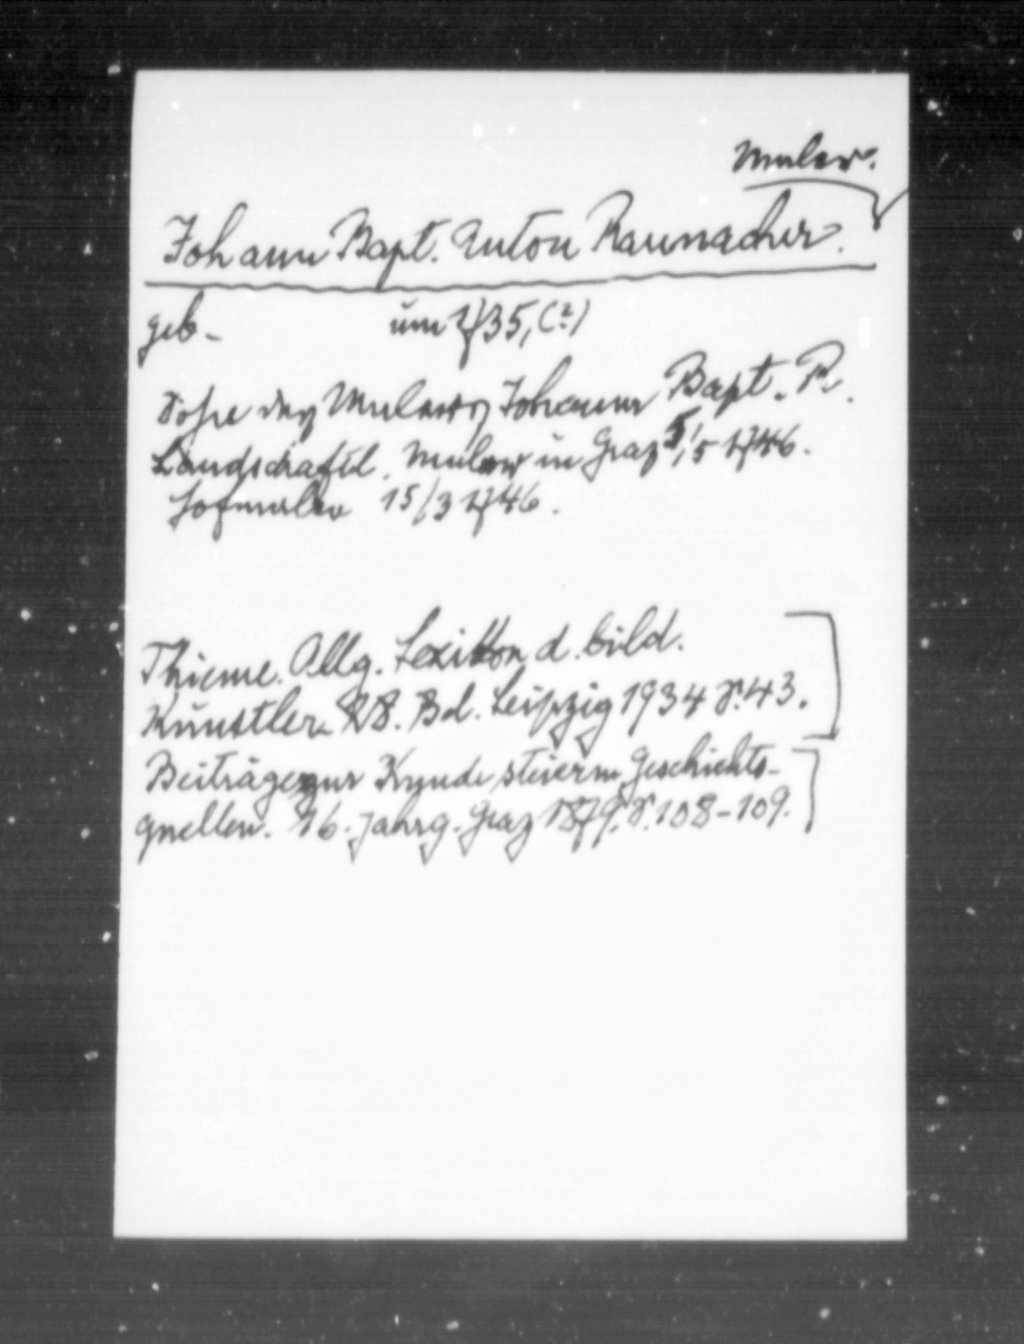 Maler.
Johann Bapt. Anton Raunacher.
geb. um 1735, (?)
Sohn des Malers Johann Bapt. R.
Landschaftl. Maler in Graz 5/5 1746.
Hofmaler 15/3 1746.
Thieme. Allg. Lexikon d. bild.
Künstler 28. Bd. Leipzig 1934 S. 43.
Beiträge zur Kunde steierm. Geschichts-
quellen. 16. Jahrg. Graz 1879. S. 108-109.